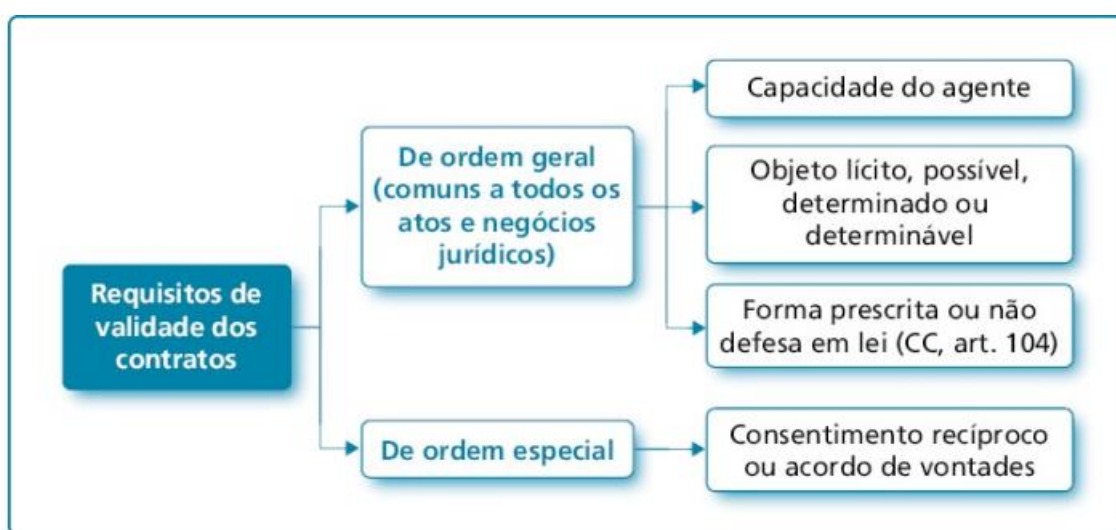 Requisitos de
validade dos
contratos
De ordem geral
(comuns a todos os
atos e negócios
jurídicos)
Capacidade do agente
Objeto lícito, possível,
determinado ou
determinável
Forma prescrita ou não
defesa em lei (CC, art. 104)
De ordem especial
Consentimento recíproco
ou acordo de vontades